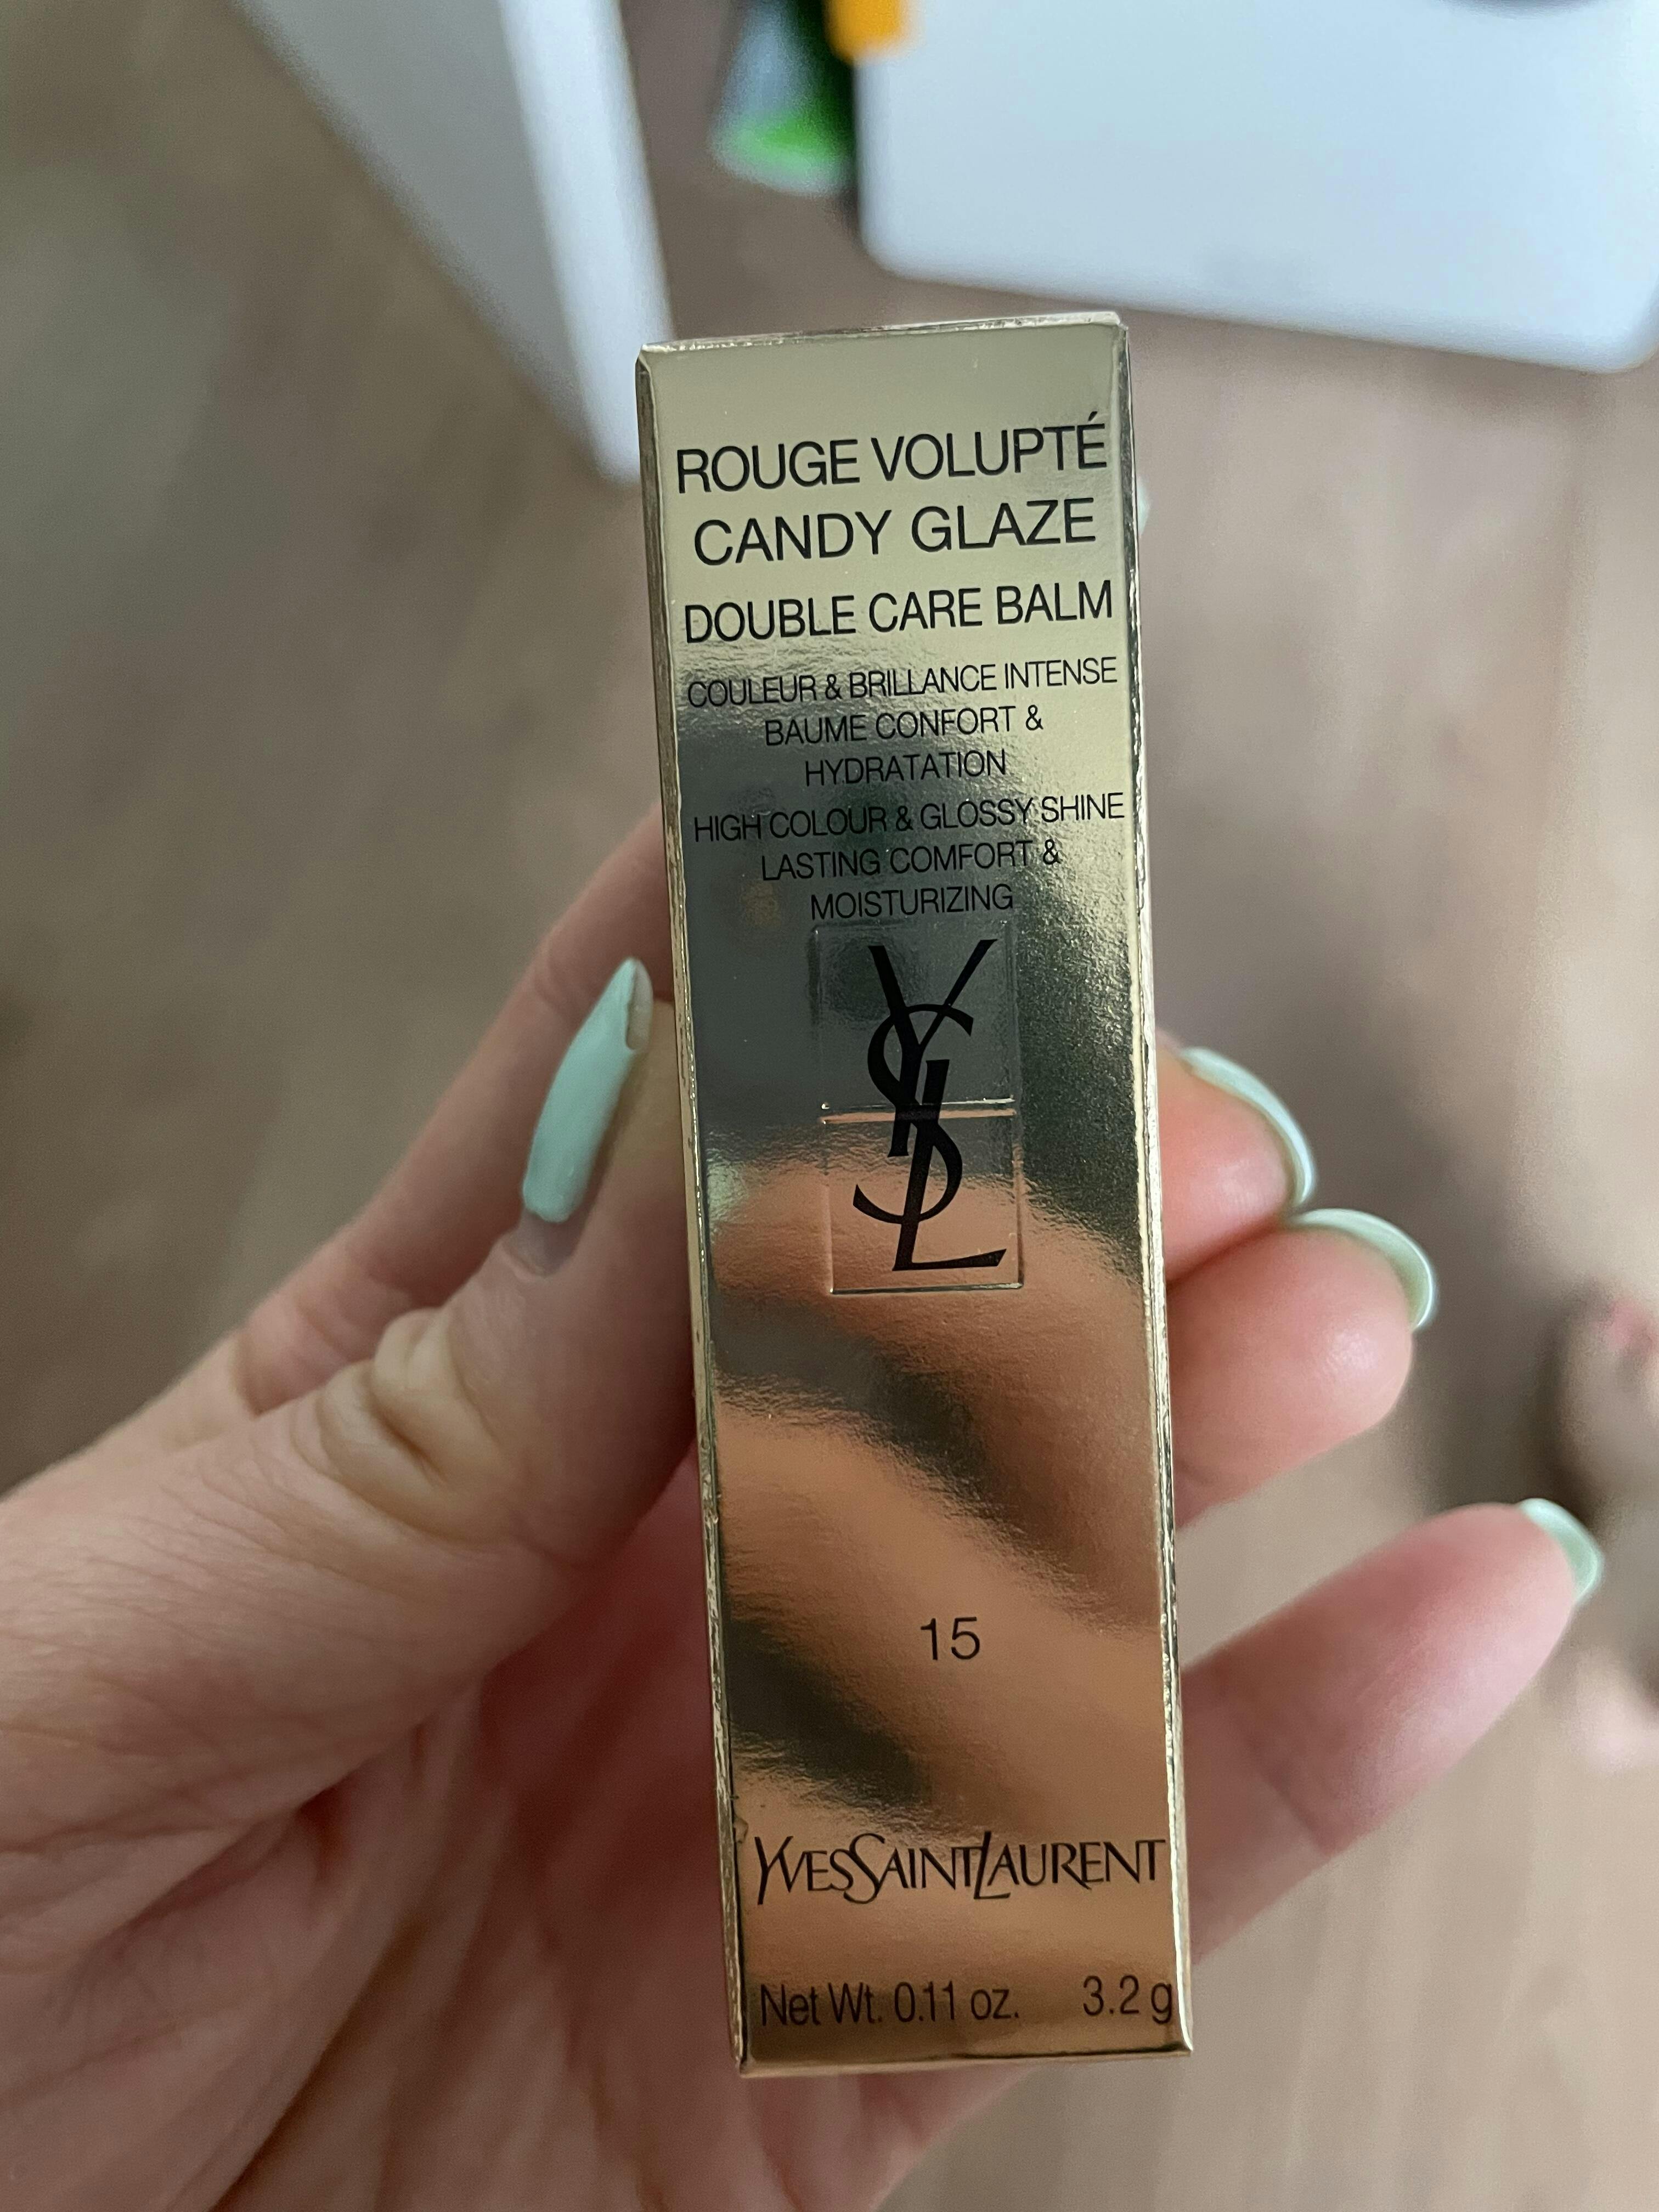 ROUGE VOLUPTÉ
CANDY GLAZE
DOUBLE CARE BALM
COULEUR & BRILLANCE INTENSE
BAUME CONFORT &
HYDRATATION
HIGH COLOUR & GLOSSY SHINE
LASTING COMFORT &
MOISTURIZING
YSL
15
YVESSAINTLAURENT
Net Wt. 0.11 oz. 3.2 g